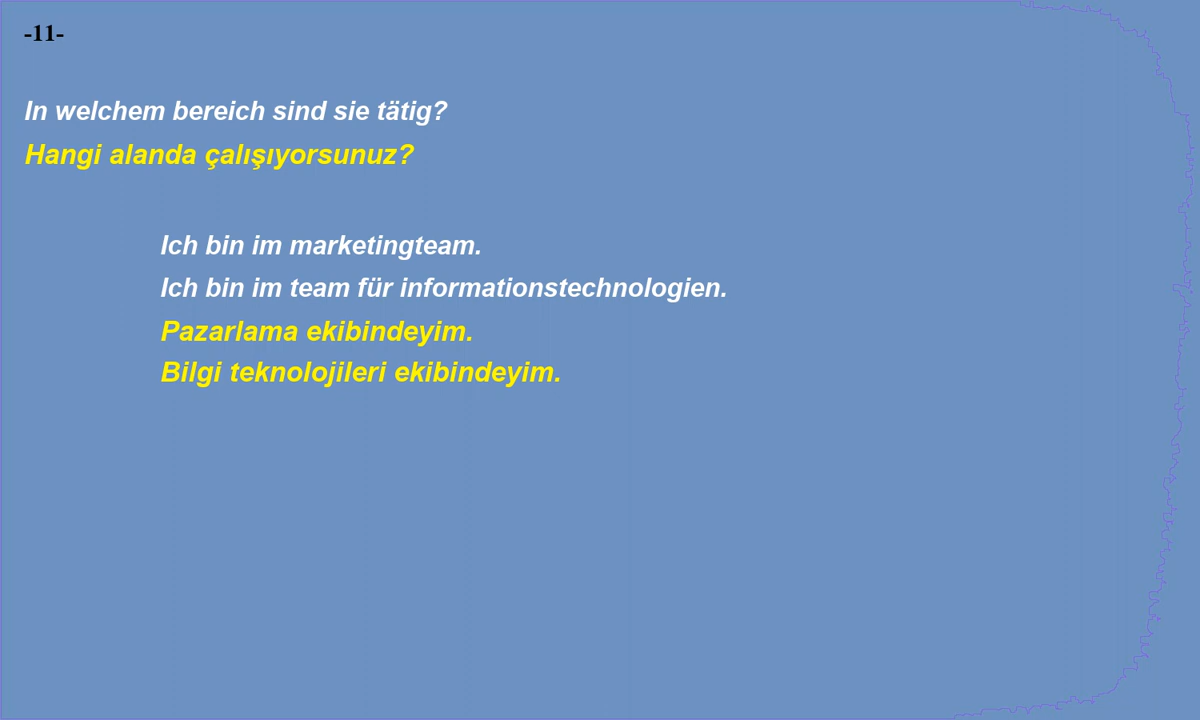 -11-
In welchem bereich sind sie tätig?
Hangi alanda çalışıyorsunuz?
Ich bin im marketingteam.
Ich bin im team für informationstechnologien.
Pazarlama ekibindeyim.
Bilgi teknolojileri ekibindeyim.